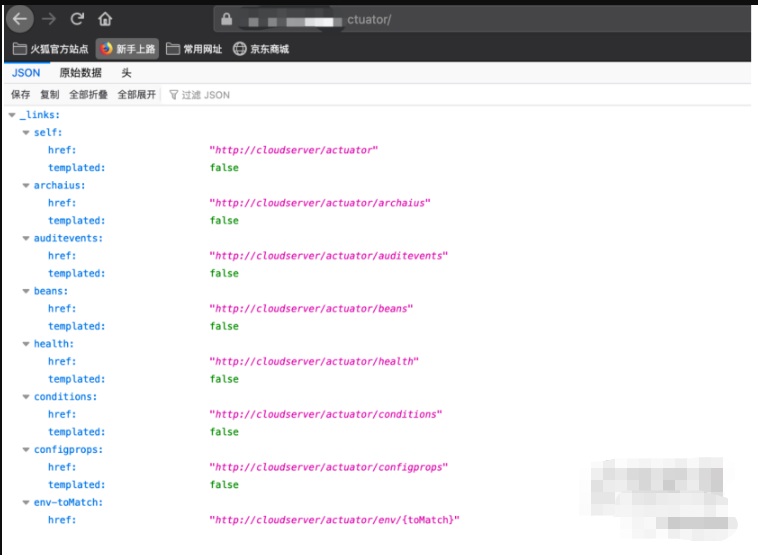 ctuator/
火狐官方站点 新手上路 常用网址 京东商城
JSON 原始数据 头
保存 复制 全部折叠 全部展开 过滤 JSON
_links:
self:
href: "http://cloudserver/actuator"
templated: false
archaius:
href: "http://cloudserver/actuator/archaius"
templated: false
auditevents:
href: "http://cloudserver/actuator/auditevents"
templated: false
beans:
href: "http://cloudserver/actuator/beans"
templated: false
health:
href: "http://cloudserver/actuator/health"
templated: false
conditions:
href: "http://cloudserver/actuator/conditions"
templated: false
configprops:
href: "http://cloudserver/actuator/configprops"
templated: false
env-toMatch:
href: "http://cloudserver/actuator/env/{toMatch}"